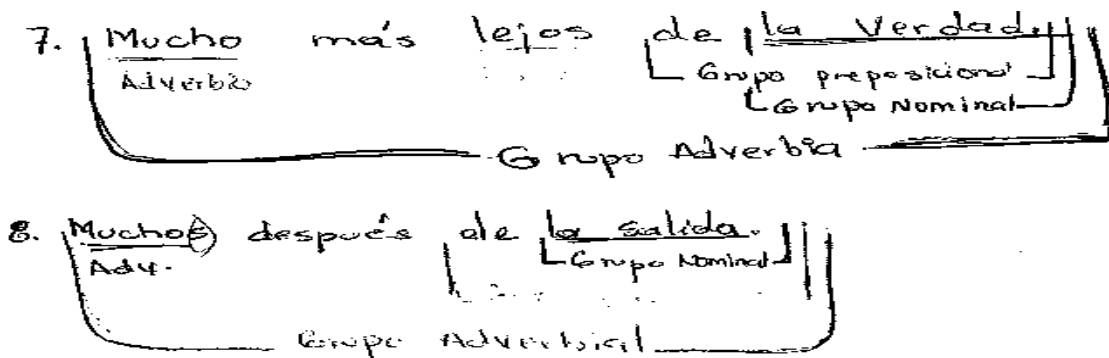 7. Mucho más lejos de la Verdad.
Adverbio Grupo preposicional
Grupo Nominal
Grupo Adverbia
8. Muchos después de la salida.
Adv. Grupo Nominal
Grupo Adverbial